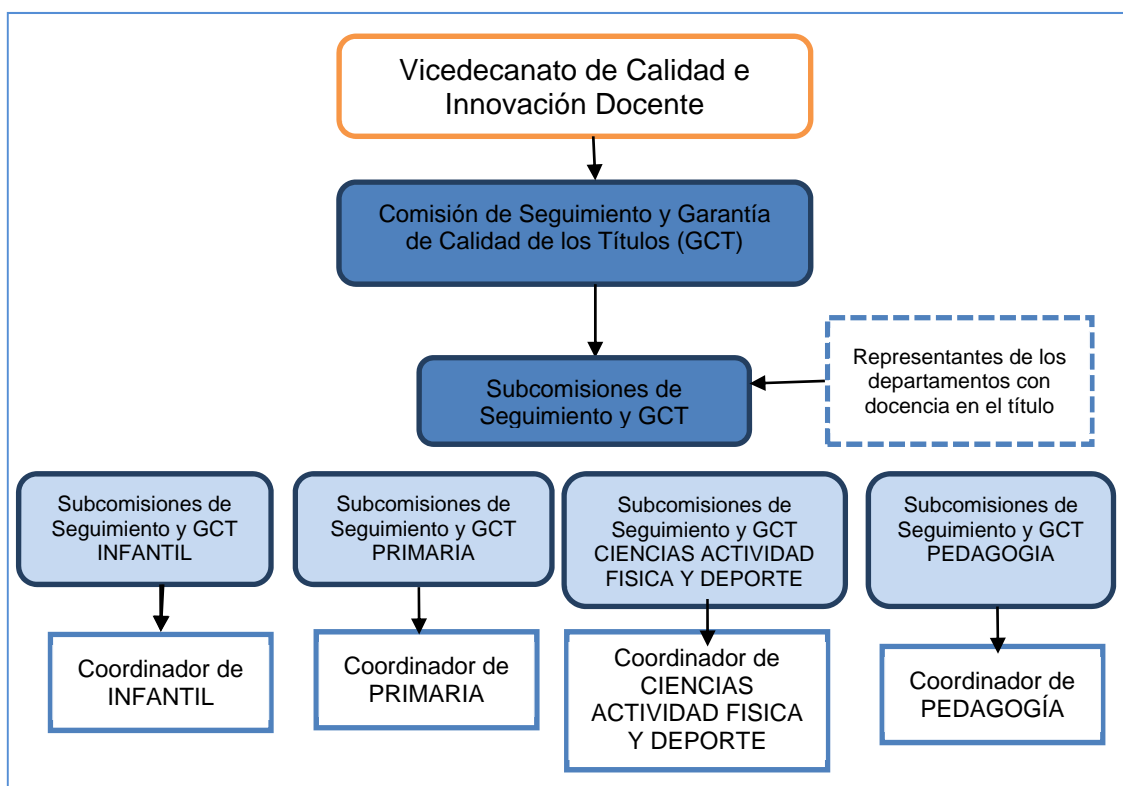 Vicedecanato de Calidad e
Innovación Docente
Comisión de Seguimiento y Garantía
de Calidad de los Títulos (GCT)
Representantes de los
departamentos con
docencia en el título
Subcomisiones de
Seguimiento y GCT
Subcomisiones de
Seguimiento y GCT
INFANTIL
Subcomisiones de
Seguimiento y GCT
PRIMARIA
Subcomisiones de
Seguimiento y GCT
CIENCIAS ACTIVIDAD
FISICA Y DEPORTE
Subcomisiones de
Seguimiento y GCT
PEDAGOGIA
Coordinador de
INFANTIL
Coordinador de
PRIMARIA
Coordinador de
CIENCIAS
ACTIVIDAD FISICA
Y DEPORTE
Coordinador de
PEDAGOGÍA